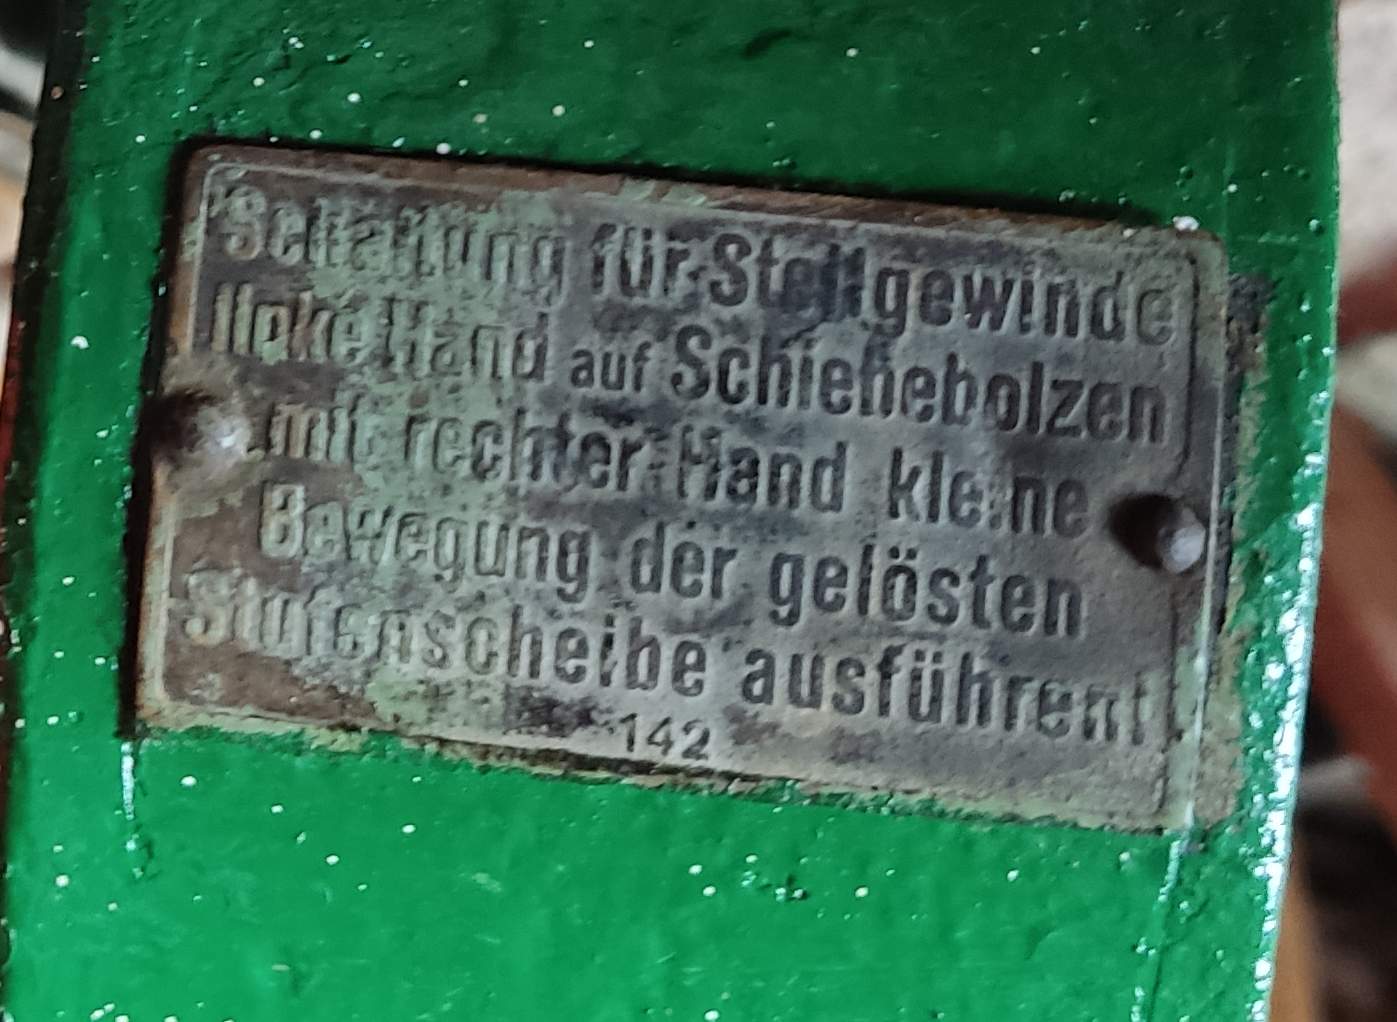 Schaltung für Steilgewinde
linke Hand auf Schiebebolzen
mit rechter Hand kleine
Bewegung der gelösten
Stufenscheibe ausführen!
142